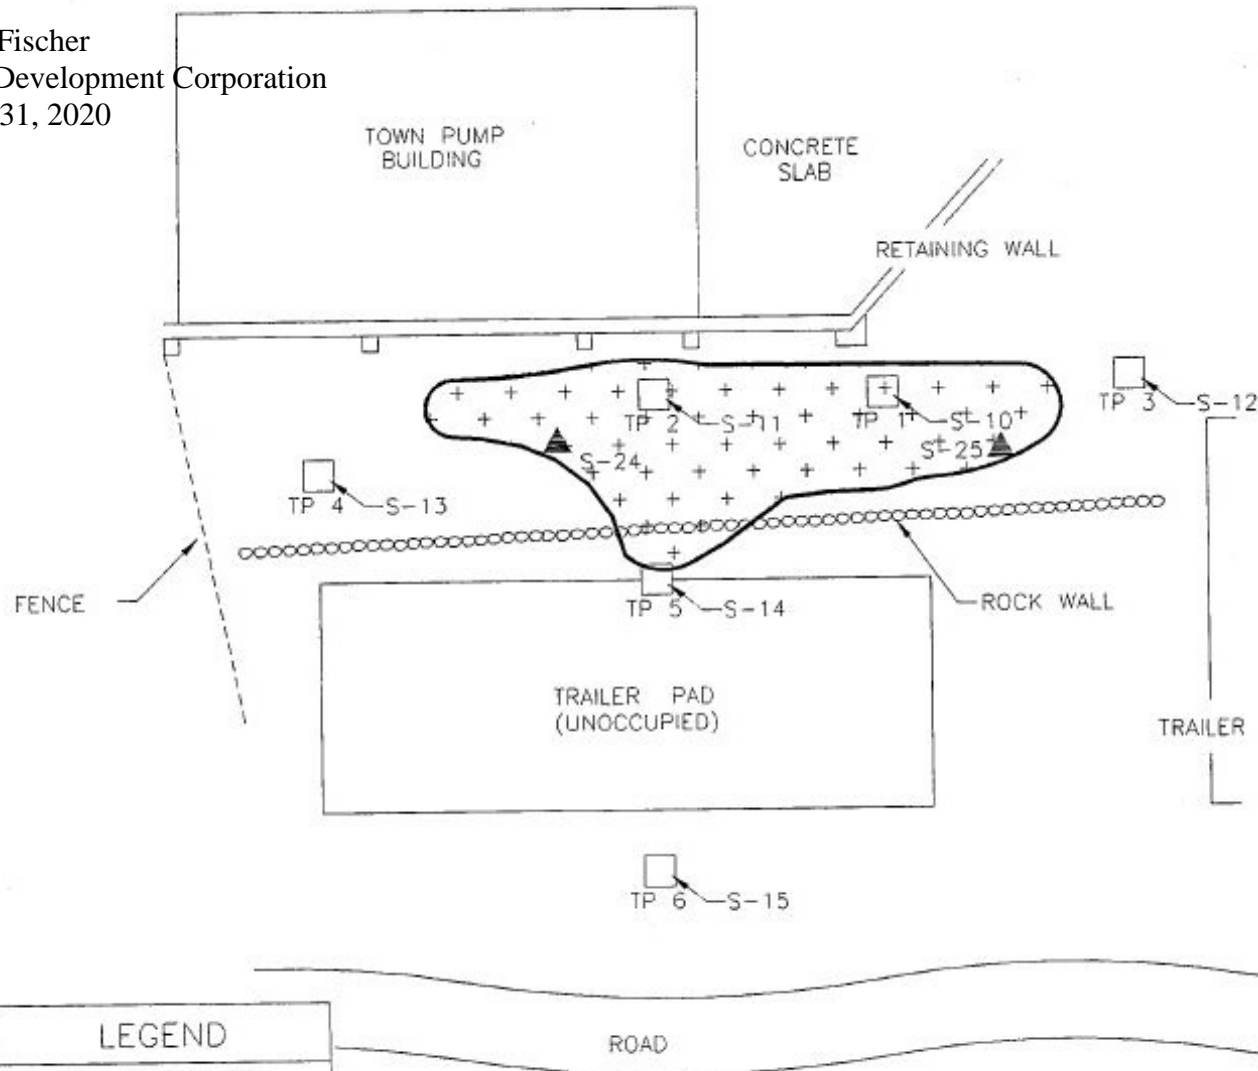 Fischer
Development Corporation
31, 2020
TOWN PUMP
BUILDING
CONCRETE
SLAB
RETAINING WALL
TP 2
S-11
TP 1
S-10
TP 3
S-12
S-24
S-25
TP 4
S-13
FENCE
TP 5
S-14
ROCK WALL
TRAILER PAD
(UNOCCUPIED)
TRAILER
TP 6
S-15
LEGEND
ROAD